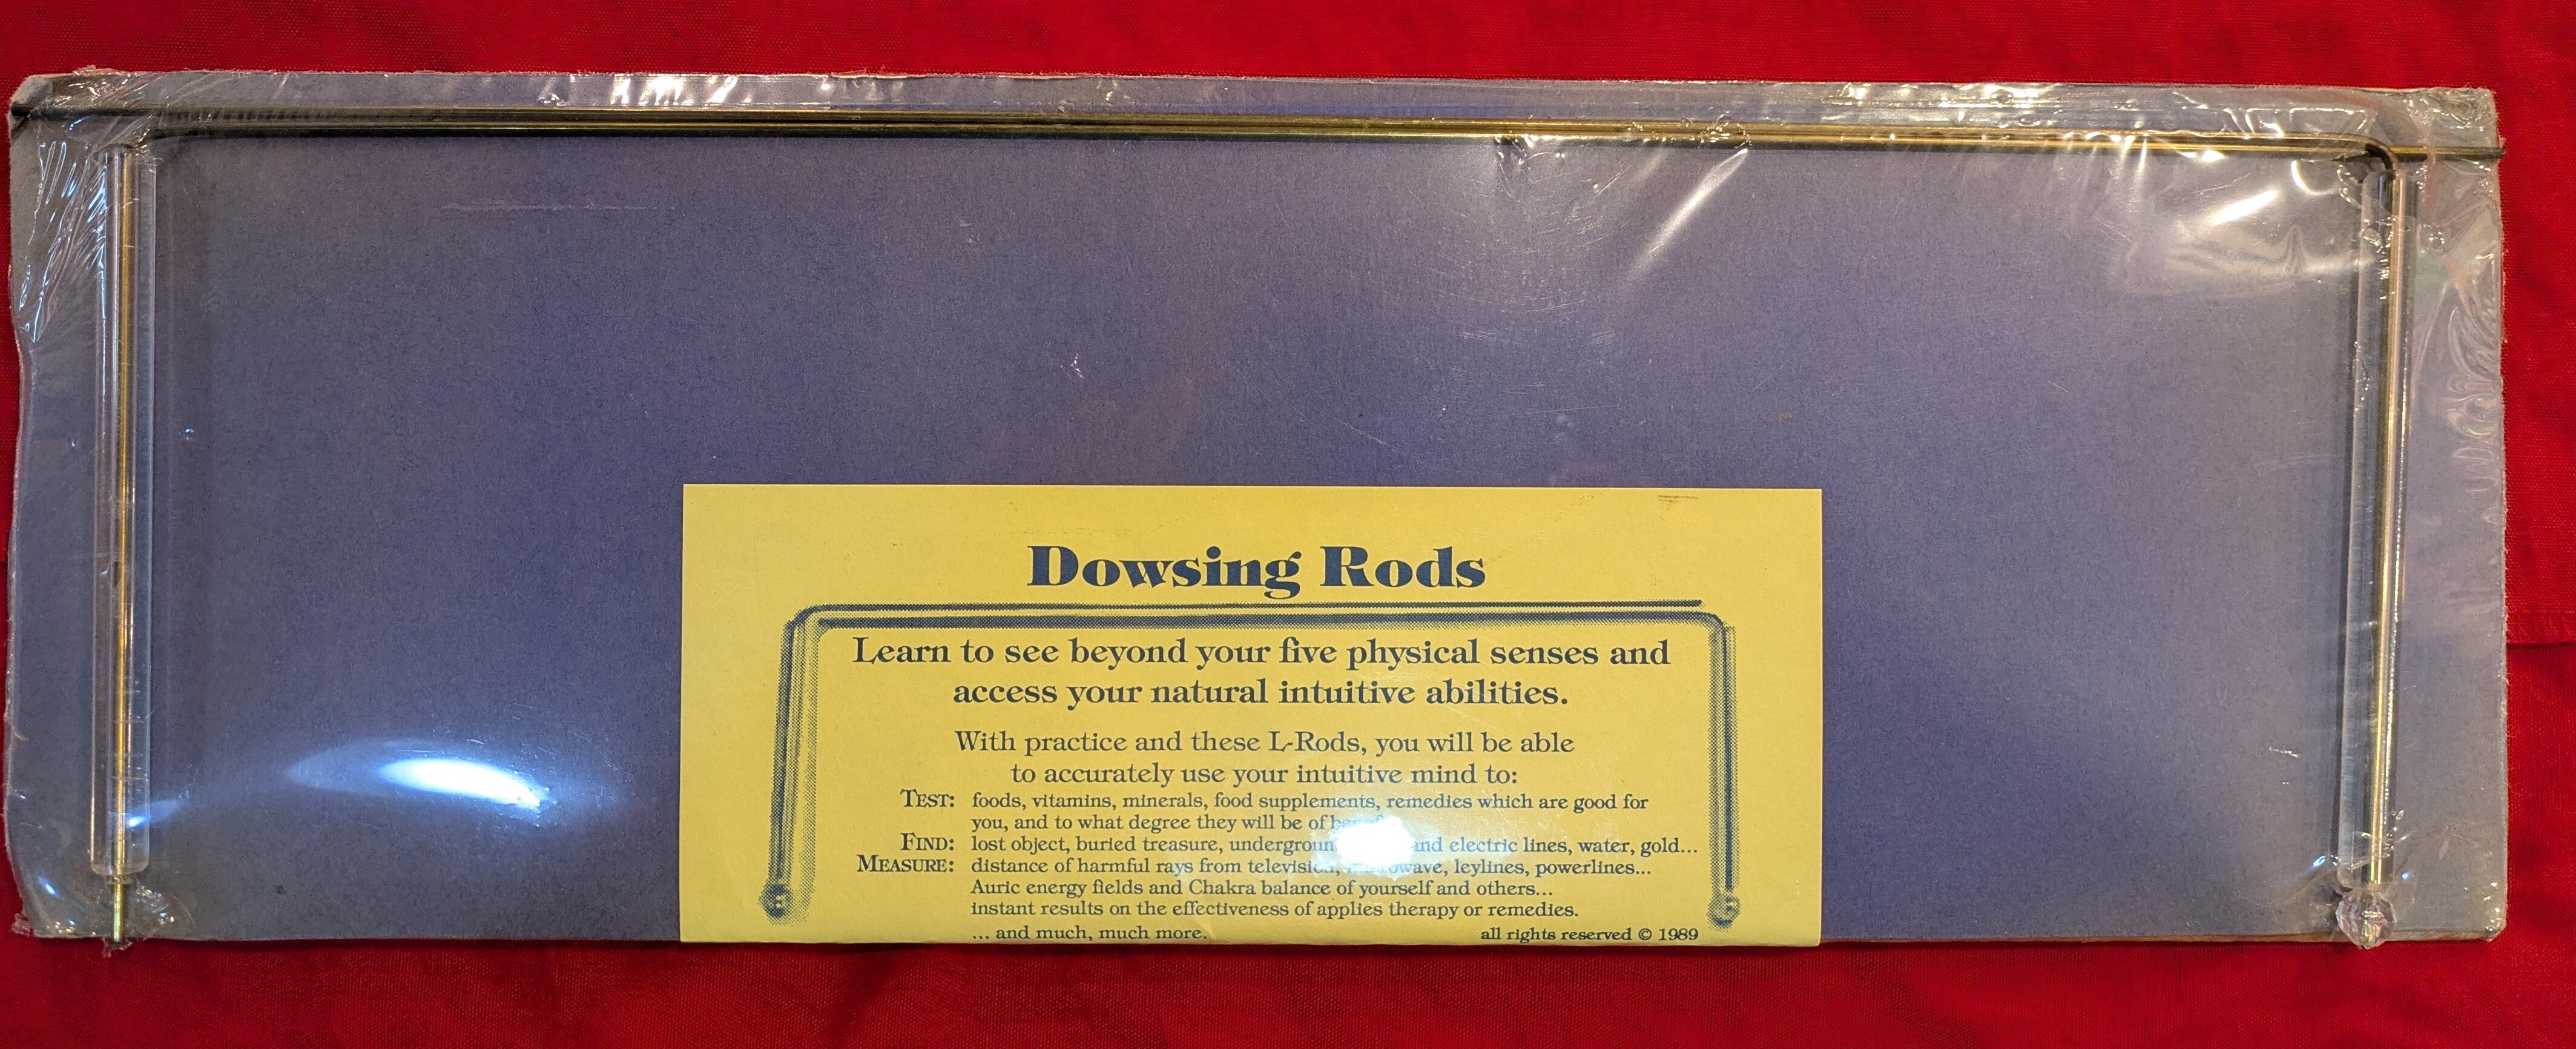 Dowsing Rods
Learn to see beyond your five physical senses and
access your natural intuitive abilities.
With practice and these L-Rods, you will be able
to accurately use your intuitive mind to:
TEST: foods, vitamins, minerals, food supplements, remedies which are good for
you, and to what degree they will be of
FIND: lost object, buried treasure, and electric lines, water, gold...
MEASURE: distance of harmful rays from leylines, powerlines...
Auric energy fields and Chakra balance of yourself and others...
instant results on the effectiveness of applies therapy or remedies.
... and much, much more. all rights reserved © 1989